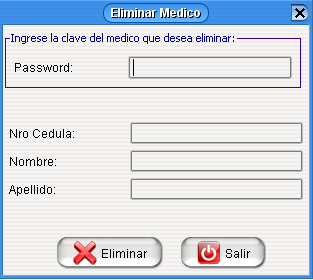 Eliminar Medico
Ingrese la clave del medico que desea eliminar:
Password:
Nro Cedula:
Nombre:
Apellido:
Eliminar
Salir